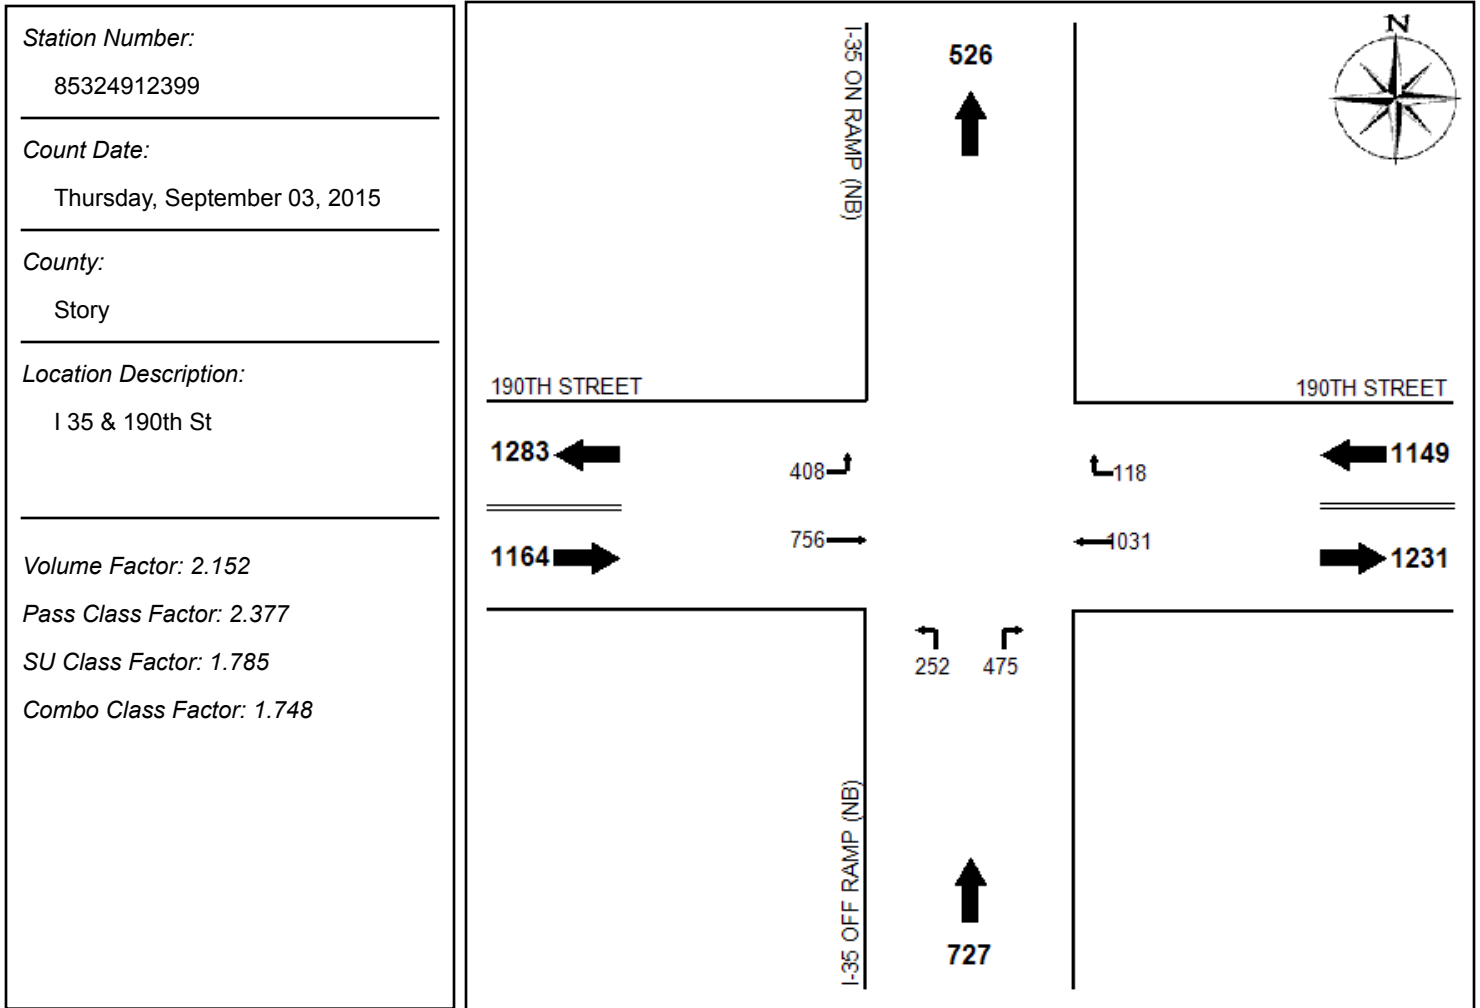 Station Number:
85324912399
Count Date:
Thursday, September 03, 2015
County:
Story
Location Description:
I 35 & 190th St
Volume Factor: 2.152
Pass Class Factor: 2.377
SU Class Factor: 1.785
Combo Class Factor: 1.748
N
I-35 ON RAMP (NB)
526
190TH STREET
190TH STREET
1283
408
118
1149
1164
756
1031
1231
252
475
I-35 OFF RAMP (NB)
727